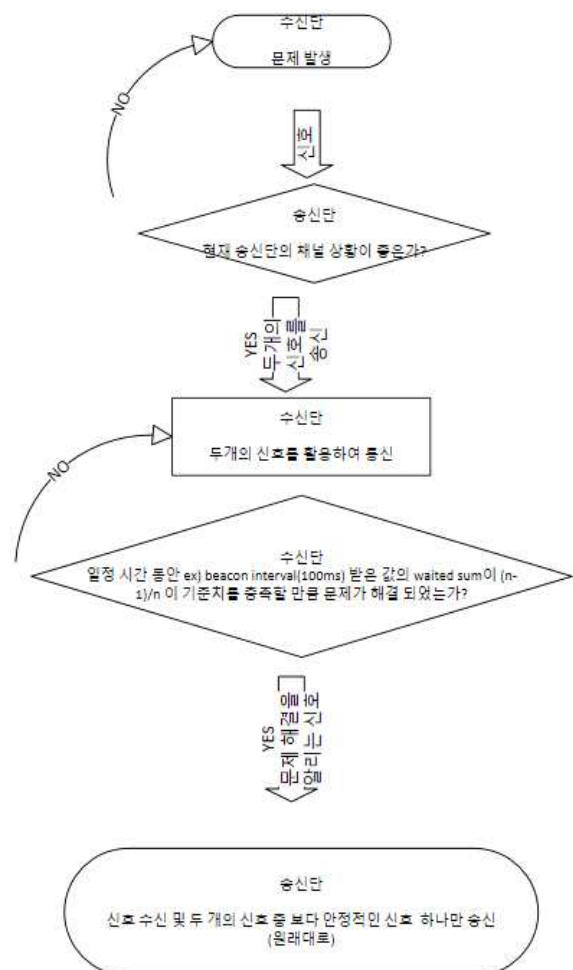 수신단
문제 발생
NO
신호
송신단
현재 송신단의 채널 상황이 좋은가?
YES
두개의
신호를
송신
수신단
두개의 신호를 활용하여 통신
NO
수신단
일정 시간 동안 ex) beacon interval(100ms) 받은 값의 waited sum이 (n-
1)/n 이 기준치를 충족할 만큼 문제가 해결 되었는가?
YES
문제 해결을
알리는 신호
송신단
신호 수신 및 두 개의 신호 중 보다 안정적인 신호 하나만 송신
(원래대로)